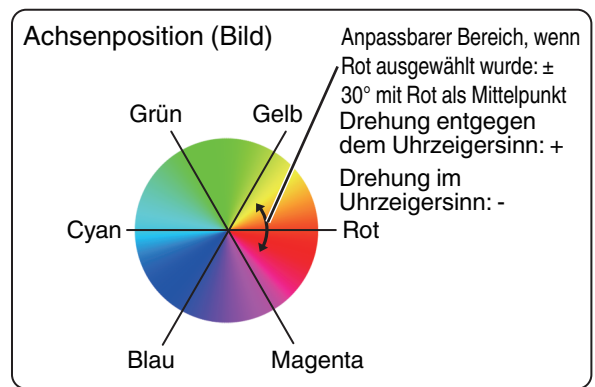 Achsenposition (Bild)
Anpassbarer Bereich, wenn
Rot ausgewählt wurde: ±
30° mit Rot als Mittelpunkt
Drehung entgegen
dem Uhrzeigersinn: +
Drehung im
Uhrzeigersinn: -
Grün
Gelb
Cyan
Rot
Blau
Magenta